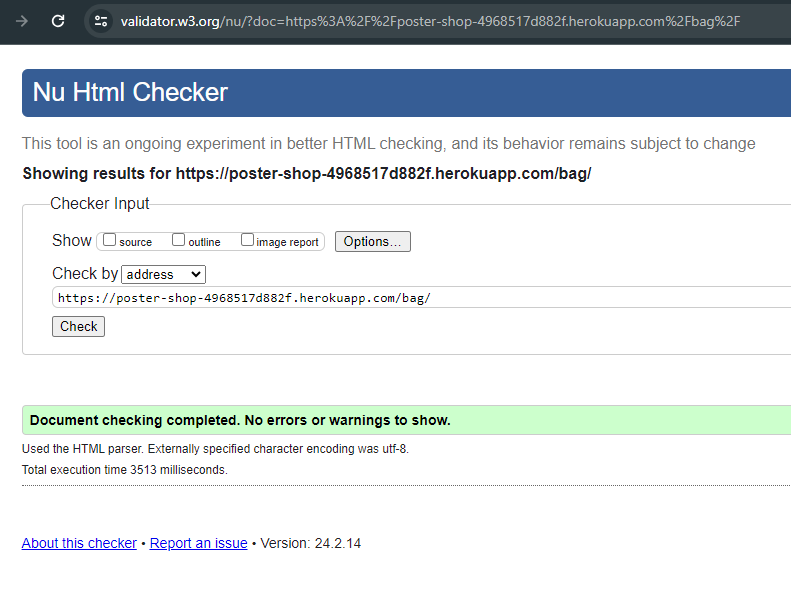 validator.w3.org/nu/?doc=https%3A%2F%2Fposter-shop-4968517d882f.herokuapp.com%2Fbag%2F
Nu Html Checker
This tool is an ongoing experiment in better HTML checking, and its behavior remains subject to change
Showing results for https://poster-shop-4968517d882f.herokuapp.com/bag/
Checker Input
Show source outline image report Options...
Check by address
https://poster-shop-4968517d882f.herokuapp.com/bag/
Check
Document checking completed. No errors or warnings to show.
Used the HTML parser. Externally specified character encoding was utf-8.
Total execution time 3513 milliseconds.
About this checker • Report an issue • Version: 24.2.14